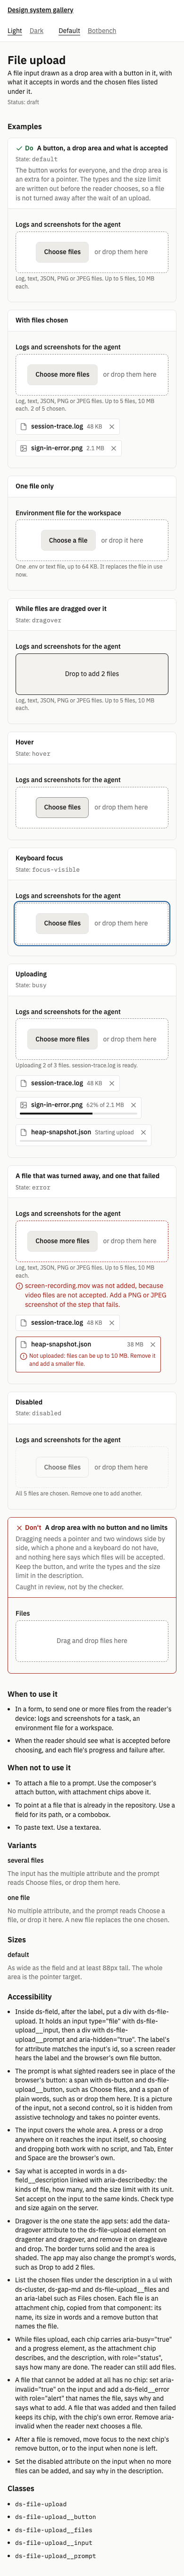 Design system gallery
Light Dark Default Botbench
File upload
A file input drawn as a drop area with a button in it, with
what it accepts in words and the chosen files listed
under it.
Status: draft
Examples
Do A button, a drop area and what is accepted
State: default
The button works for everyone, and the drop area is
an extra for a pointer. The types and the size limit
are written out before the reader chooses, so a file
is not turned away after the wait of an upload.
Logs and screenshots for the agent
Choose files or drop them here
Log, text, JSON, PNG or JPEG files. Up to 5 files, 10 MB
each.
With files chosen
Logs and screenshots for the agent
Choose more files or drop them here
Log, text, JSON, PNG or JPEG files. Up to 5 files, 10 MB
each. 2 of 5 chosen.
session-trace.log 48 KB
sign-in-error.png 2.1 MB
One file only
Environment file for the workspace
Choose a file or drop it here
One .env or text file, up to 64 KB. It replaces the file in use
now.
While files are dragged over it
State: dragover
Logs and screenshots for the agent
Drop to add 2 files
Log, text, JSON, PNG or JPEG files. Up to 5 files, 10 MB
each.
Hover
State: hover
Logs and screenshots for the agent
Choose files or drop them here
Keyboard focus
State: focus-visible
Logs and screenshots for the agent
Choose files or drop them here
Uploading
State: busy
Logs and screenshots for the agent
Choose more files or drop them here
Uploading 2 of 3 files. session-trace.log is ready.
session-trace.log 48 KB
sign-in-error.png 62% of 2.1 MB
heap-snapshot.json Starting upload
A file that was turned away, and one that failed
State: error
Logs and screenshots for the agent
Choose more files or drop them here
Log, text, JSON, PNG or JPEG files. Up to 5 files, 10 MB
each.
screen-recording.mov was not added, because
video files are not accepted. Add a PNG or JPEG
screenshot of the step that fails.
session-trace.log 48 KB
heap-snapshot.json 38 MB
Not uploaded: files can be up to 10 MB. Remove it
and add a smaller file.
Disabled
State: disabled
Logs and screenshots for the agent
Choose files or drop them here
All 5 files are chosen. Remove one to add another.
Don't A drop area with no button and no limits
Dragging needs a pointer and two windows side by
side, which a phone and a keyboard do not have,
and nothing here says which files will be accepted.
Keep the button, and write the types and the size
limit in the description.
Caught in review, not by the checker.
Files
Drag and drop files here
When to use it
In a form, to send one or more files from the reader's
device: logs and screenshots for a task, an
environment file for a workspace.
When the reader should see what is accepted before
choosing, and each file's progress and failure after.
When not to use it
To attach a file to a prompt. Use the composer's
attach button, with attachment chips above it.
To point at a file that is already in the repository. Use a
field for its path, or a combobox.
To paste text. Use a textarea.
Variants
several files
The input has the multiple attribute and the prompt
reads Choose files, or drop them here.
one file
No multiple attribute, and the prompt reads Choose a
file, or drop it here. A new file replaces the one chosen.
Sizes
default
As wide as the field and at least 88px tall. The whole
area is the pointer target.
Accessibility
Inside ds-field, after the label, put a div with ds-file-
upload. It holds an input type="file" with ds-file-
upload__input, then a div with ds-file-
upload__prompt and aria-hidden="true". The label's
for attribute matches the input's id, so a screen reader
hears the label and the browser's own file button.
The prompt is what sighted readers see in place of the
browser's button: a span with ds-button and ds-file-
upload__button, such as Choose files, and a span of
plain words, such as or drop them here. It is a picture
of the input, not a second control, so it is hidden from
assistive technology and takes no pointer events.
The input covers the whole area. A press or a drop
anywhere on it reaches the input itself, so choosing
and dropping both work with no script, and Tab, Enter
and Space are the browser's own.
Say what is accepted in words in a ds-
field__description linked with aria-describedby: the
kinds of file, how many, and the size limit with its unit.
Set accept on the input to the same kinds. Check type
and size again on the server.
Dragover is the one state the app sets: add the data-
dragover attribute to the ds-file-upload element on
dragenter and dragover, and remove it on dragleave
and drop. The border turns solid and the area is
shaded. The app may also change the prompt's words,
such as Drop to add 2 files.
List the chosen files under the description in a ul with
ds-cluster, ds-gap-md and ds-file-upload__files and
an aria-label such as Files chosen. Each file is an
attachment chip, copied from that component: its
name, its size in words and a remove button that
names the file.
While files upload, each chip carries aria-busy="true"
and a progress element, as the attachment chip
describes, and the description, with role="status",
says how many are done. The reader can still add files.
A file that cannot be added at all has no chip: set aria-
invalid="true" on the input and add a ds-field__error
with role="alert" that names the file, says why and
says what to add. A file that was added and then failed
keeps its chip, with the chip's own error. Remove aria-
invalid when the reader next chooses a file.
After a file is removed, move focus to the next chip's
remove button, or to the input when none is left.
Set the disabled attribute on the input when no more
files can be added, and say why in the description.
Classes
ds-file-upload
ds-file-upload__button
ds-file-upload__files
ds-file-upload__input
ds-file-upload__prompt